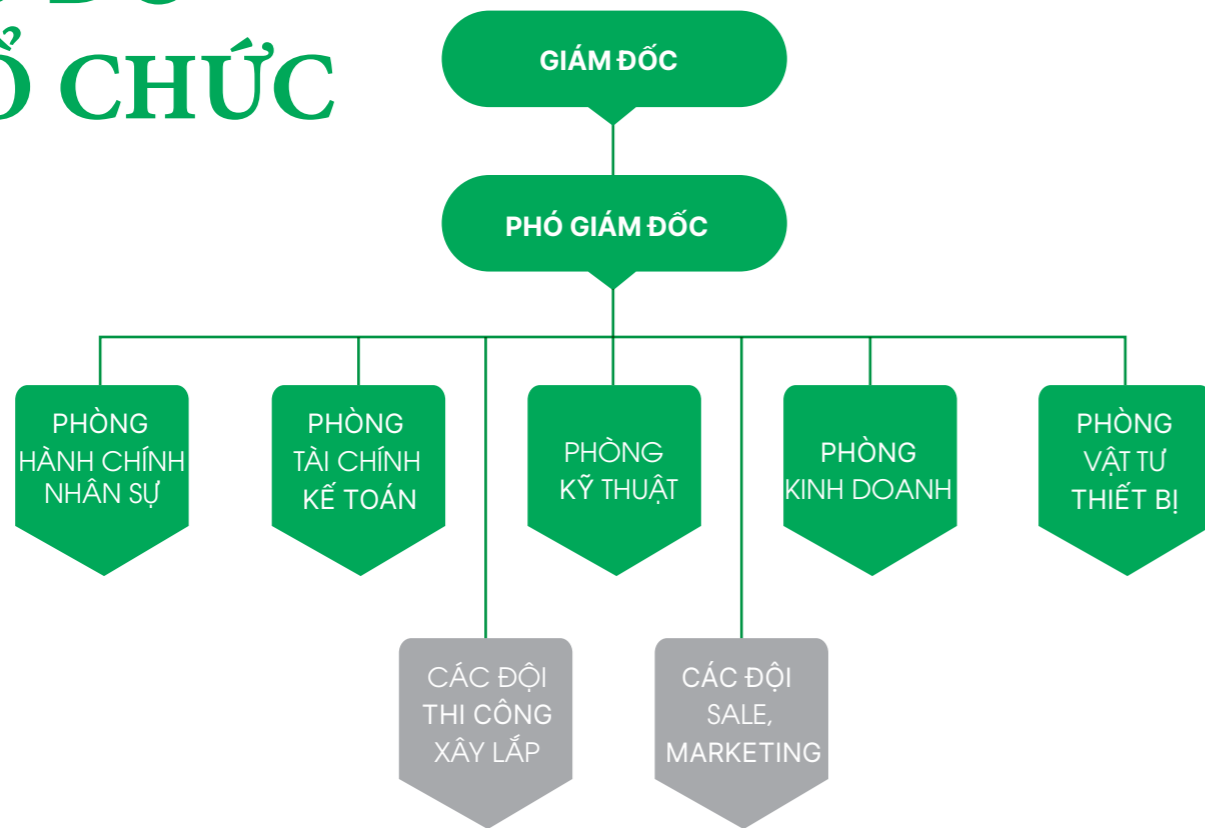 Ổ CHỨC
GIÁM ĐỐC
PHÓ GIÁM ĐỐC
PHÒNG
HÀNH CHÍNH
NHÂN SỰ
PHÒNG
TÀI CHÍNH
KẾ TOÁN
PHÒNG
KỸ THUẬT
PHÒNG
KINH DOANH
PHÒNG
VẬT TƯ
THIẾT BỊ
CÁC ĐỘI
THI CÔNG
XÂY LẮP
CÁC ĐỘI
SALE,
MARKETING